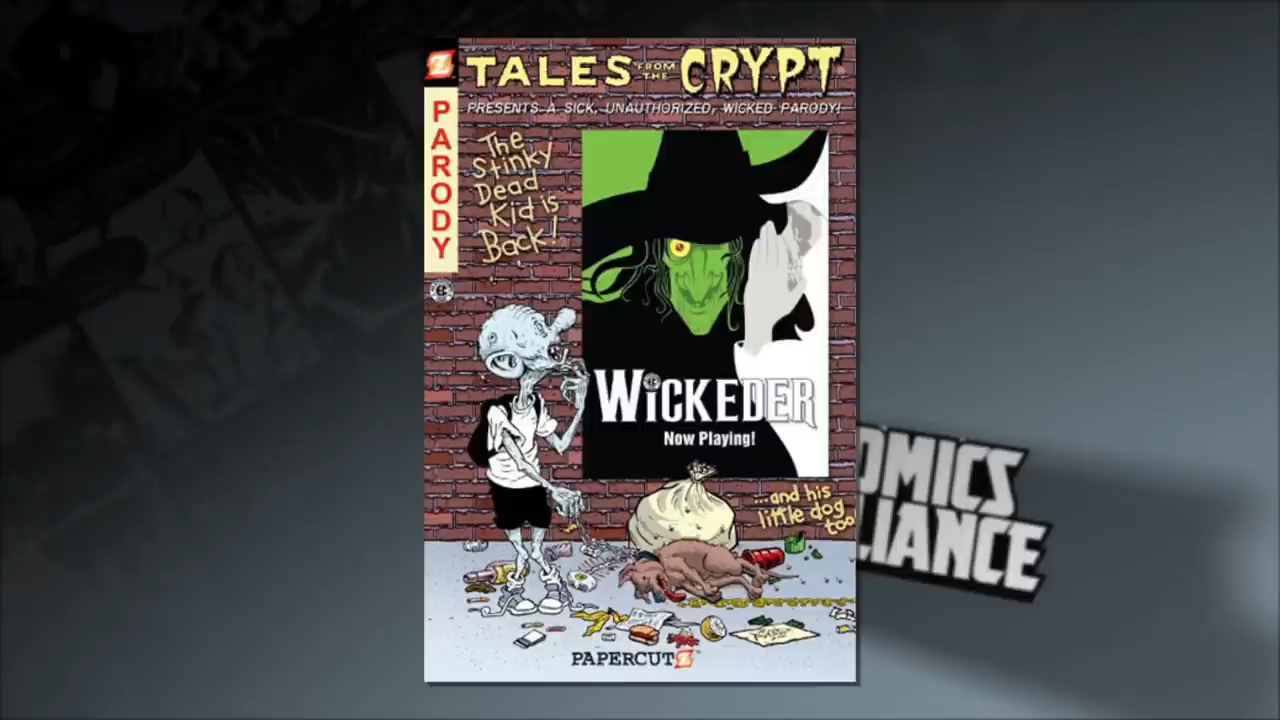 Z
TALES FROM THE CRYPT
PRESENTS A SICK, UNAUTHORIZED, WICKED PARODY!
PARODY
The
Stinky
Dead
Kid is
Back!
WICKEDER
Now Playing!
...and his
little dog
too
OMICS
LIANCE
PAPERCUTZ™